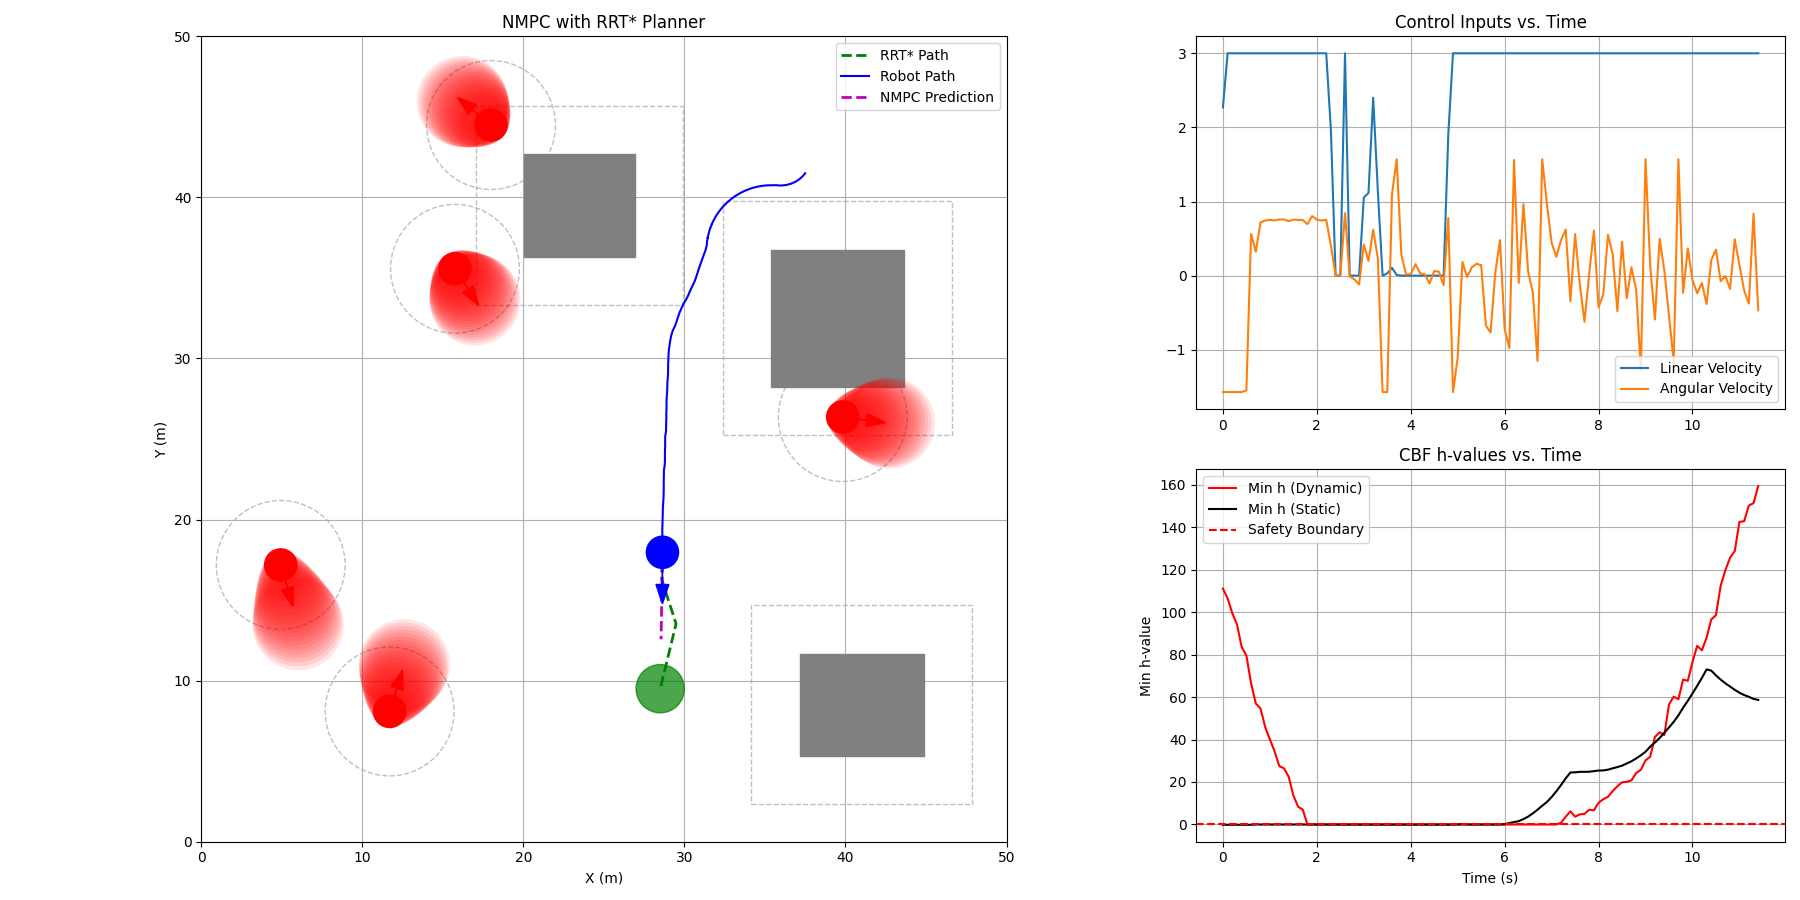 NMPC with RRT* Planner
50
40
30
20
10
0
Y (m)
RRT* Path
Robot Path
NMPC Prediction
0 10 20 30 40 50
X (m)
Control Inputs vs. Time
3
2
1
0
−1
Linear Velocity
Angular Velocity
0 2 4 6 8 10
CBF h-values vs. Time
160
140
120
100
80
60
40
20
0
Min h-value
Min h (Dynamic)
Min h (Static)
Safety Boundary
0 2 4 6 8 10
Time (s)